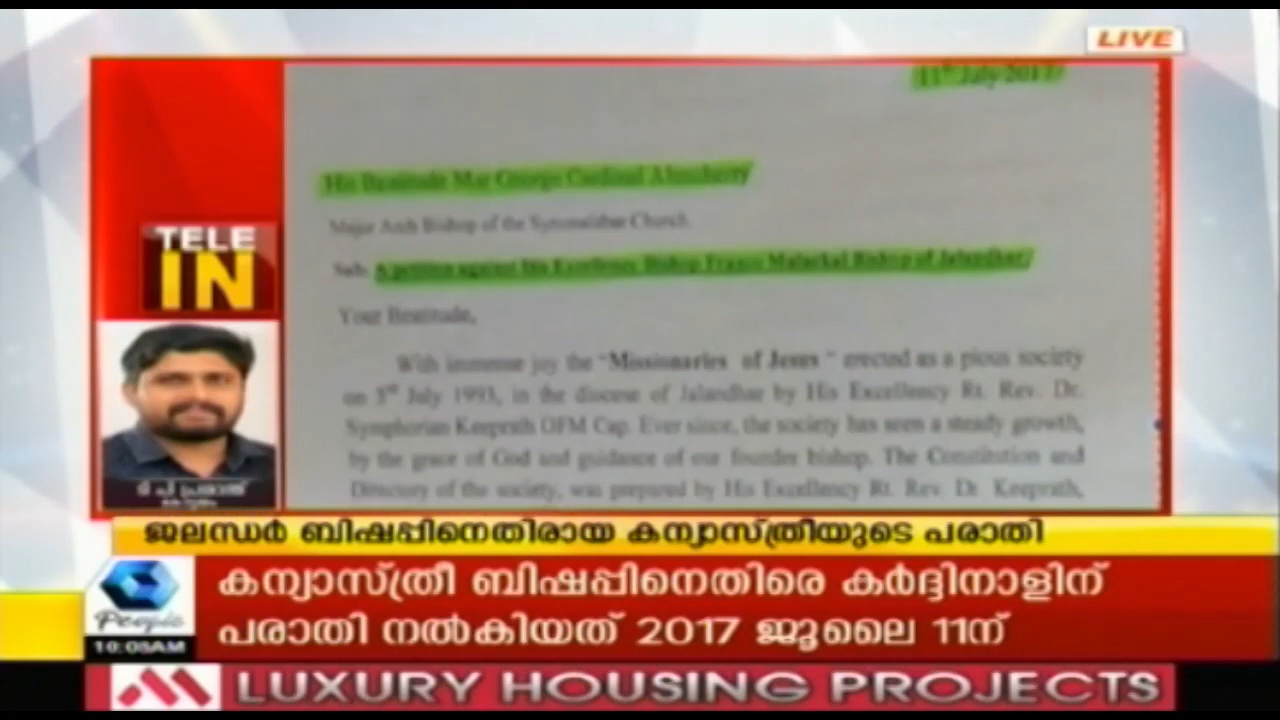 LIVE
11th July 2017
His Beatitude Mar George Cardinal Alencherry
Major Arch Bishop of the Syromalabar Church.
Sub: A petition against His Excellency Bishop Franco Mulackal Bishop of Jalandhar.
Your Beatitude,
With immense joy the "Missionaries of Jesus " erected as a pious society
on 3rd July 1993, in the diocese of Jalandhar by His Excellency Rt. Rev. Dr.
Symphorian Keeprath OFM Cap. Ever since, the society has seen a steady growth,
by the grace of God and guidance of our founder bishop. The Constitution and
Directory of the society, was prepared by His Excellency Rt. Rev. Dr. Keeprath,
TELE
IN
ജലന്ധർ ബിഷപ്പിനെതിരായ കന്യാസ്ത്രീയുടെ പരാതി
കന്യാസ്ത്രീ ബിഷപ്പിനെതിരെ കർദ്ദിനാളിന്
പരാതി നൽകിയത് 2017 ജൂലൈ 11ന്
People
10:05AM
LUXURY HOUSING PROJECTS